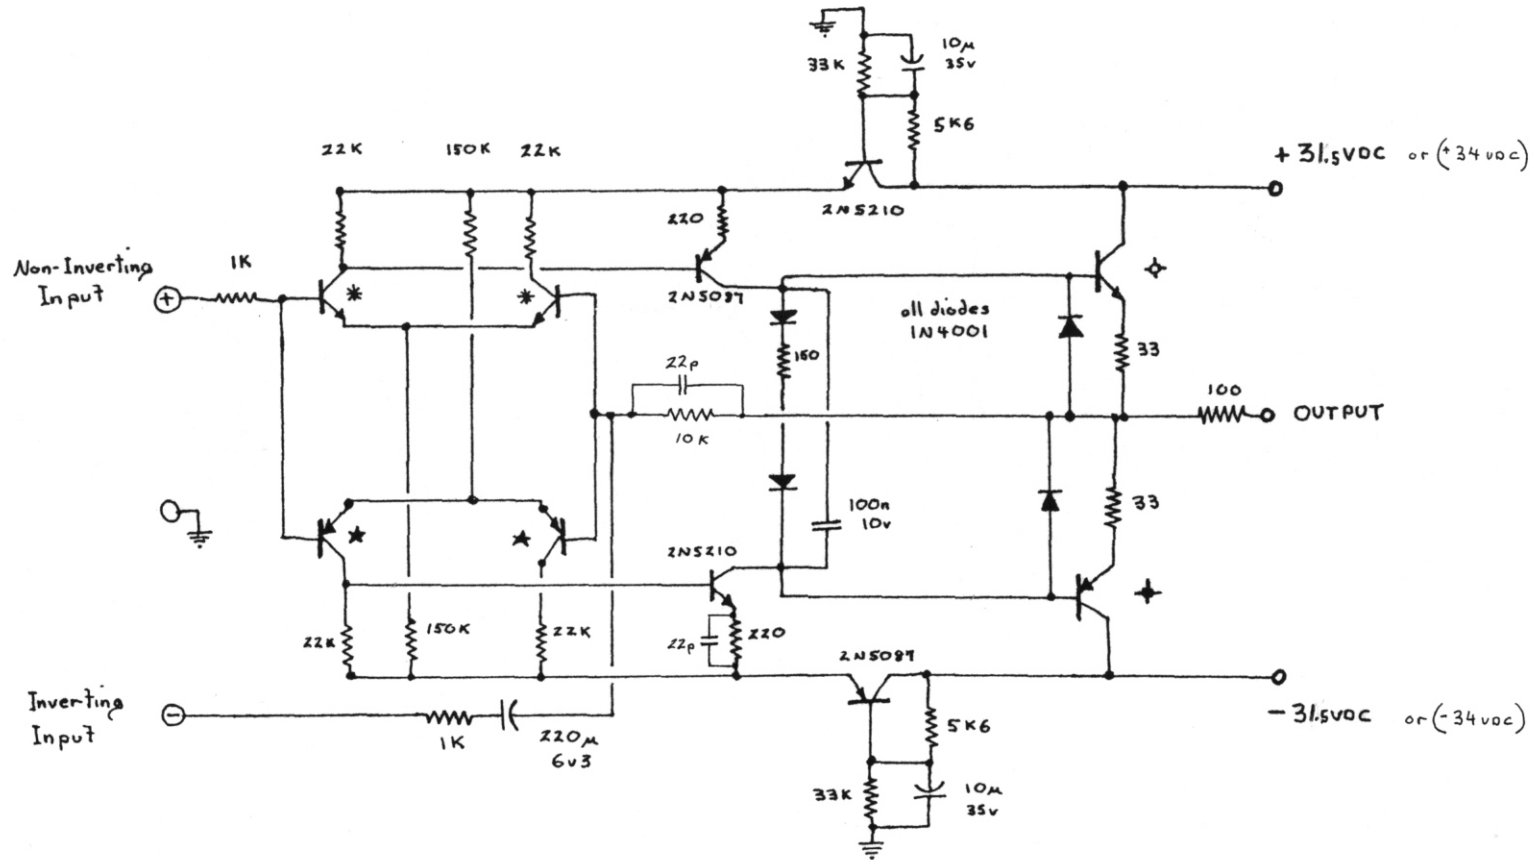 10µ
35v
33K
5K6
22K 150K 22K
+31.5VDC or (+34VDC)
2N5210
220
Non-Inverting
Input
1K
+
*
*
2N5087
all diodes
1N4001
150
33
22p
10K
100
OUTPUT
100n
10v
33
2N5210
22K
150K
22K
22p
220
2N5087
Inverting
Input
−
1K
220µ
6v3
5K6
-31.5VDC or (-34VDC)
33K
10µ
35v